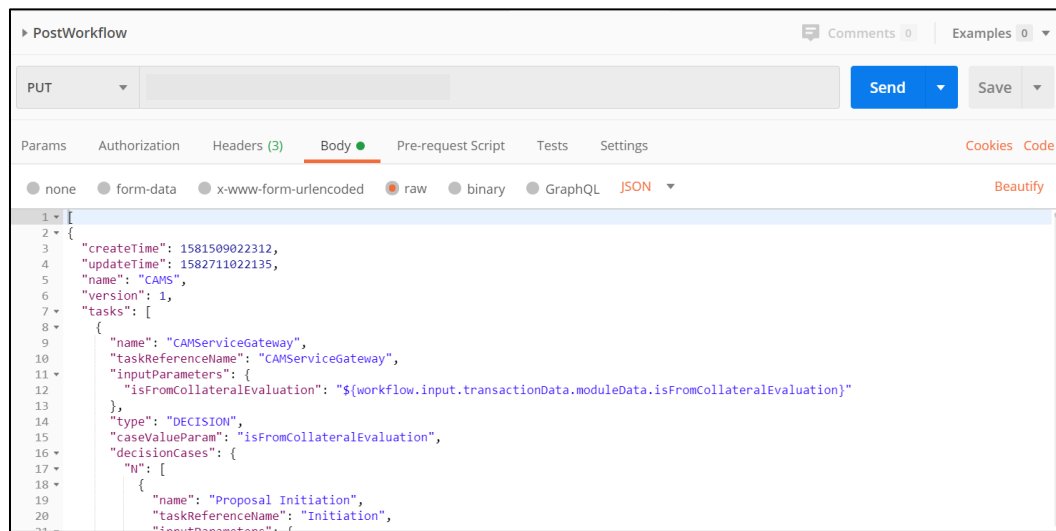 PostWorkflow Comments 0 Examples 0
PUT Send Save
Params Authorization Headers (3) Body Pre-request Script Tests Settings Cookies Code
none form-data x-www-form-urlencoded raw binary GraphQL JSON Beautify
1 [
2 {
3 "createTime": 1581509022312,
4 "updateTime": 1582711022135,
5 "name": "CAMS",
6 "version": 1,
7 "tasks": [
8 {
9 "name": "CAMServiceGateway",
10 "taskReferenceName": "CAMServiceGateway",
11 "inputParameters": {
12 "isFromCollateralEvaluation": "${workflow.input.transactionData.moduleData.isFromCollateralEvaluation}"
13 },
14 "type": "DECISION",
15 "caseValueParam": "isFromCollateralEvaluation",
16 "decisionCases": {
17 "N": [
18 {
19 "name": "Proposal Initiation",
20 "taskReferenceName": "Initiation",
21 "inputParameters": {